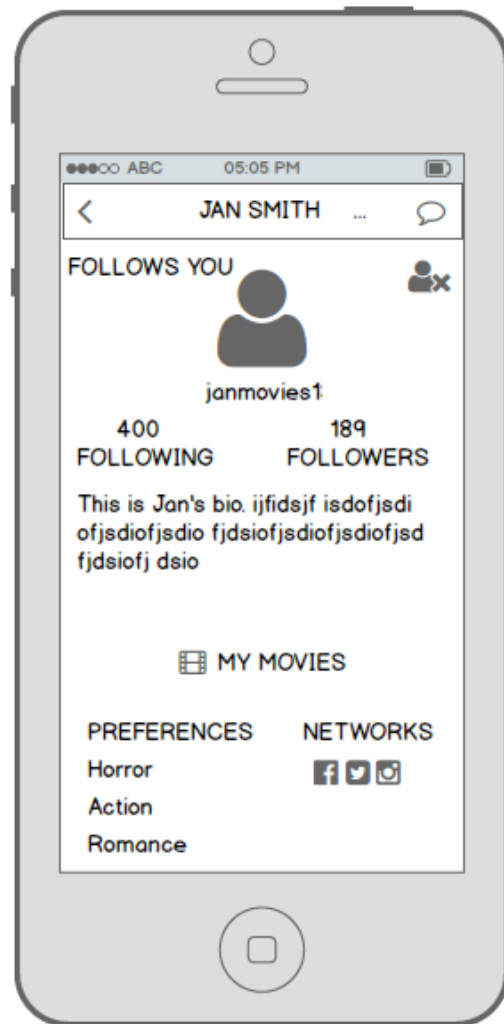 ABC 05:05 PM
JAN SMITH ...
FOLLOWS YOU
janmovies1
400 189
FOLLOWING FOLLOWERS
This is Jan's bio. ijfidsjf isdofjsdi
ofjsdiofjsdio fjdsiofjsdiofjsdiofjsd
fjdsiofj dsio
MY MOVIES
PREFERENCES NETWORKS
Horror
Action
Romance